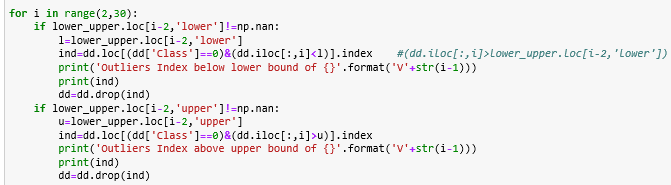 for i in range(2,30):
    if lower_upper.loc[i-2,'lower']!=np.nan:
        l=lower_upper.loc[i-2,'lower']
        ind=dd.loc[(dd['Class']==0)&(dd.iloc[:,i]<l)].index    #(dd.iloc[:,i]>lower_upper.loc[i-2,'lower'])
        print('Outliers Index below lower bound of {}'.format('V'+str(i-1)))
        print(ind)
        dd=dd.drop(ind)
    if lower_upper.loc[i-2,'upper']!=np.nan:
        u=lower_upper.loc[i-2,'upper']
        ind=dd.loc[(dd['Class']==0)&(dd.iloc[:,i]>u)].index
        print('Outliers Index above upper bound of {}'.format('V'+str(i-1)))
        print(ind)
        dd=dd.drop(ind)